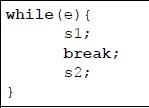 while(e){
s1;
break;
s2;
}